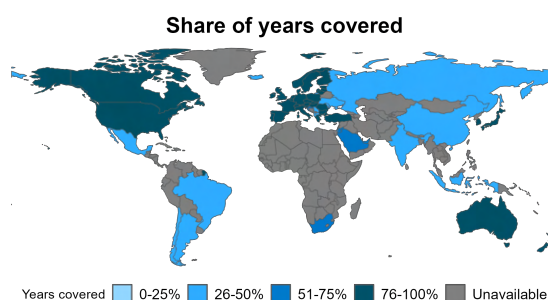 Share of years covered
Years covered 0-25% 26-50% 51-75% 76-100% Unavailable